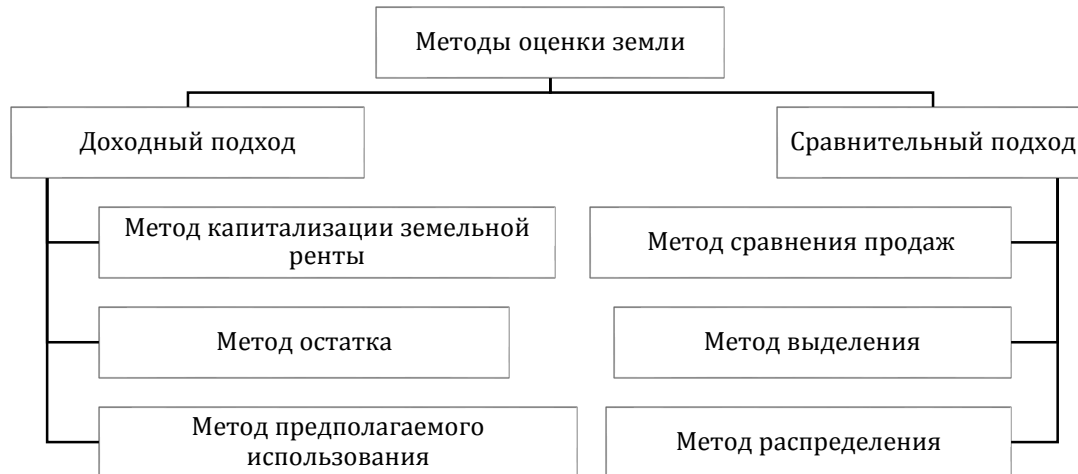 Методы оценки земли
Доходный подход
Сравнительный подход
Метод капитализации земельной
ренты
Метод сравнения продаж
Метод остатка
Метод выделения
Метод предполагаемого
использования
Метод распределения